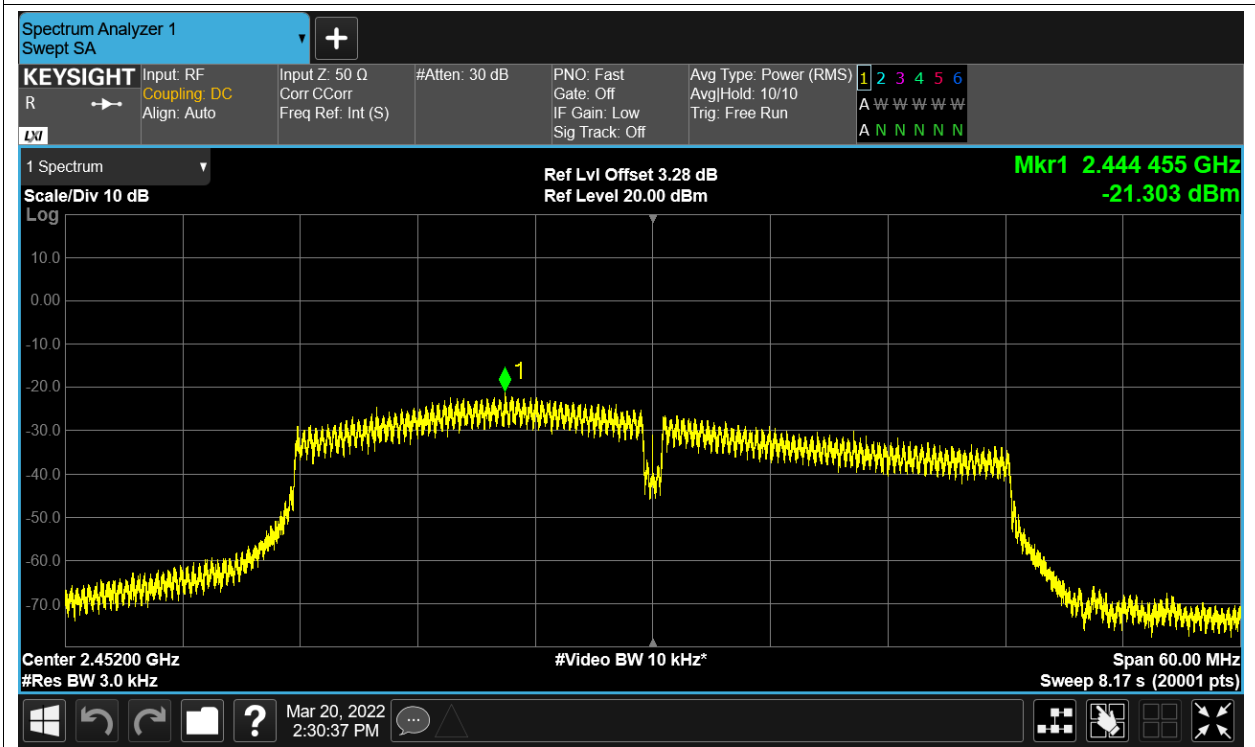 Spectrum Analyzer 1
Swept SA
+
KEYSIGHT
R
LXI
Input: RF
Coupling: DC
Align: Auto
Input Z: 50 Ω
Corr CCorr
Freq Ref: Int (S)
#Atten: 30 dB
PNO: Fast
Gate: Off
IF Gain: Low
Sig Track: Off
Avg Type: Power (RMS)
Avg|Hold: 10/10
Trig: Free Run
1 2 3 4 5 6
A W W W W W
A N N N N N
1 Spectrum
Scale/Div 10 dB
Log
Ref Lvl Offset 3.28 dB
Ref Level 20.00 dBm
Mkr1 2.444 455 GHz
-21.303 dBm
10.0
0.00
-10.0
1
-20.0
-30.0
-40.0
-50.0
-60.0
-70.0
Center 2.45200 GHz
#Res BW 3.0 kHz
#Video BW 10 kHz*
Span 60.00 MHz
Sweep 8.17 s (20001 pts)
?
Mar 20, 2022
2:30:37 PM